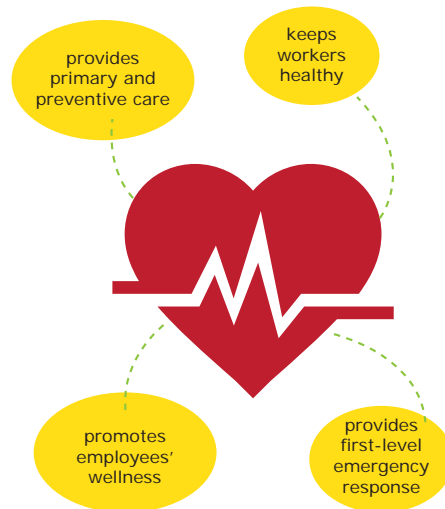 provides
primary and
preventive care
keeps
workers
healthy
promotes
employees'
wellness
provides
first-level
emergency
response